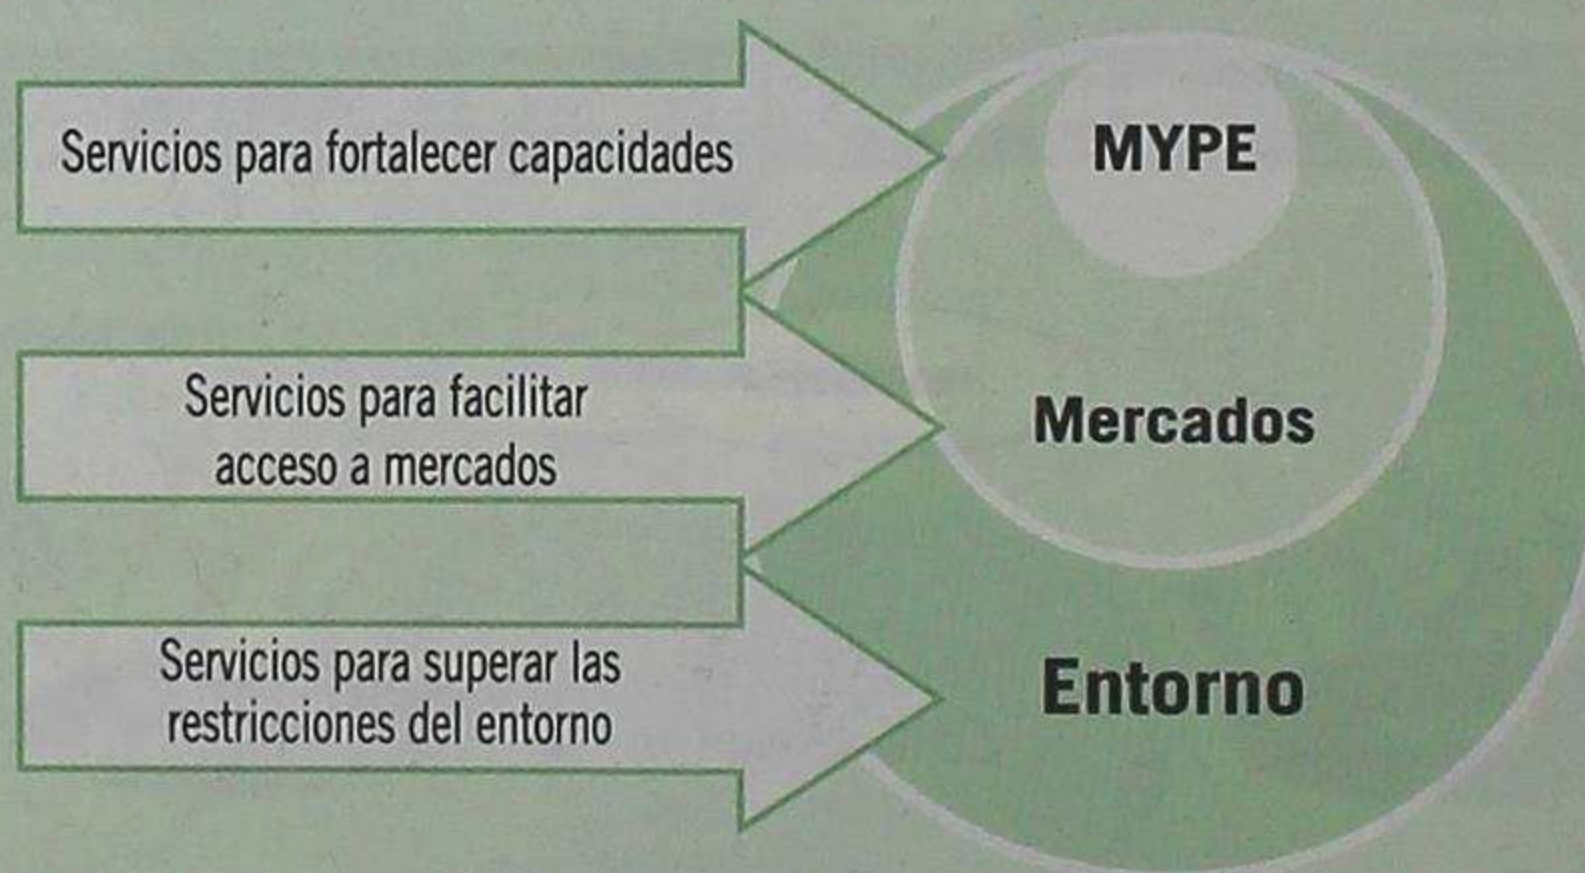 Servicios para fortalecer capacidades
MYPE
Servicios para facilitar
acceso a mercados
Mercados
Servicios para superar las
restricciones del entorno
Entorno